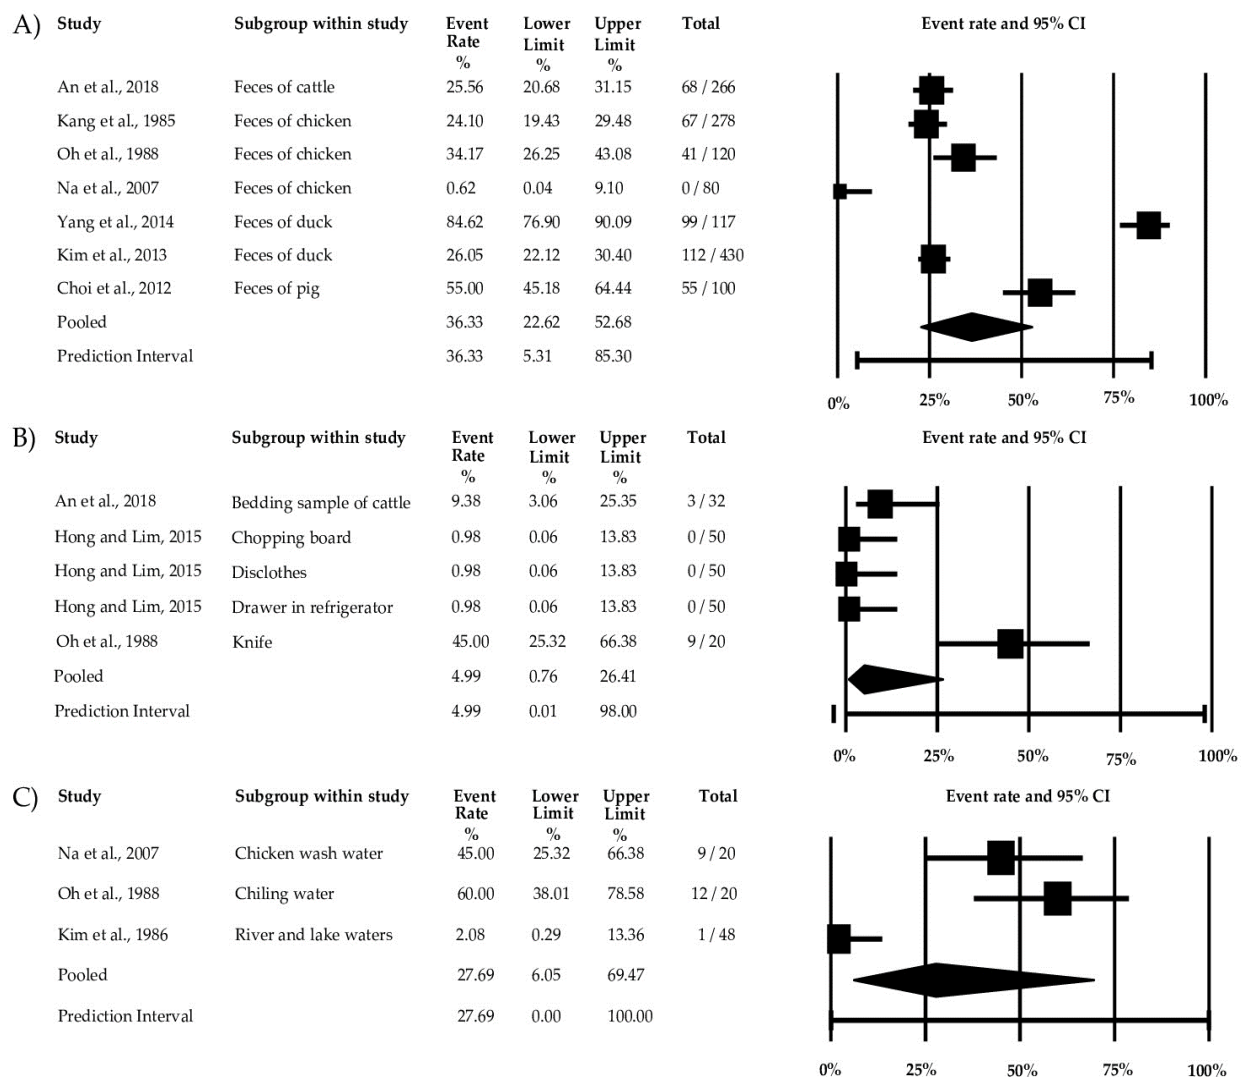 A) Study Subgroup within study Event Rate % Lower Limit % Upper Limit % Total Event rate and 95% CI
An et al., 2018 Feces of cattle 25.56 20.68 31.15 68 / 266
Kang et al., 1985 Feces of chicken 24.10 19.43 29.48 67 / 278
Oh et al., 1988 Feces of chicken 34.17 26.25 43.08 41 / 120
Na et al., 2007 Feces of chicken 0.62 0.04 9.10 0 / 80
Yang et al., 2014 Feces of duck 84.62 76.90 90.09 99 / 117
Kim et al., 2013 Feces of duck 26.05 22.12 30.40 112 / 430
Choi et al., 2012 Feces of pig 55.00 45.18 64.44 55 / 100
Pooled 36.33 22.62 52.68
Prediction Interval 36.33 5.31 85.30
0% 25% 50% 75% 100%
B) Study Subgroup within study Event Rate % Lower Limit % Upper Limit % Total Event rate and 95% CI
An et al., 2018 Bedding sample of cattle 9.38 3.06 25.35 3 / 32
Hong and Lim, 2015 Chopping board 0.98 0.06 13.83 0 / 50
Hong and Lim, 2015 Disclothes 0.98 0.06 13.83 0 / 50
Hong and Lim, 2015 Drawer in refrigerator 0.98 0.06 13.83 0 / 50
Oh et al., 1988 Knife 45.00 25.32 66.38 9 / 20
Pooled 4.99 0.76 26.41
Prediction Interval 4.99 0.01 98.00
0% 25% 50% 75% 100%
C) Study Subgroup within study Event Rate % Lower Limit % Upper Limit % Total Event rate and 95% CI
Na et al., 2007 Chicken wash water 45.00 25.32 66.38 9 / 20
Oh et al., 1988 Chiling water 60.00 38.01 78.58 12 / 20
Kim et al., 1986 River and lake waters 2.08 0.29 13.36 1 / 48
Pooled 27.69 6.05 69.47
Prediction Interval 27.69 0.00 100.00
0% 25% 50% 75% 100%